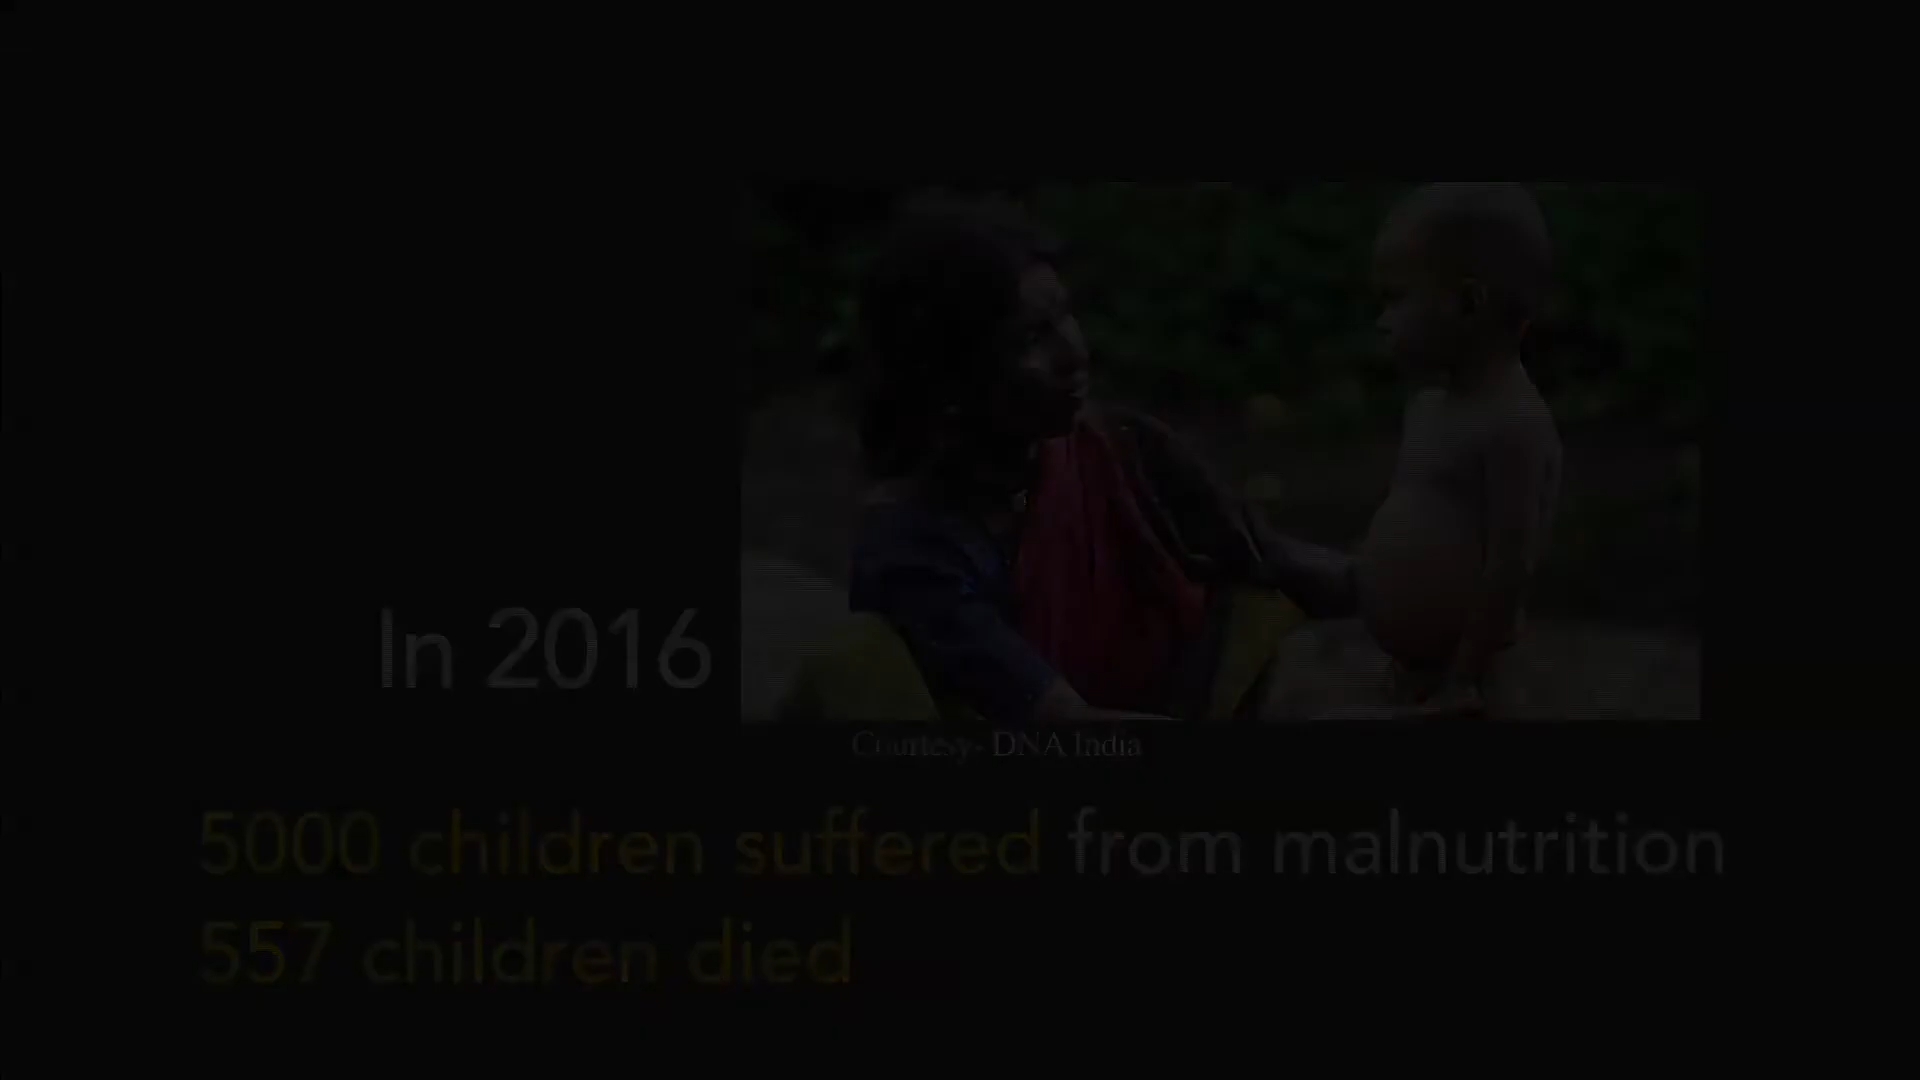 In 2016
Courtesy- DNA India
5000 children suffered from malnutrition
557 children died